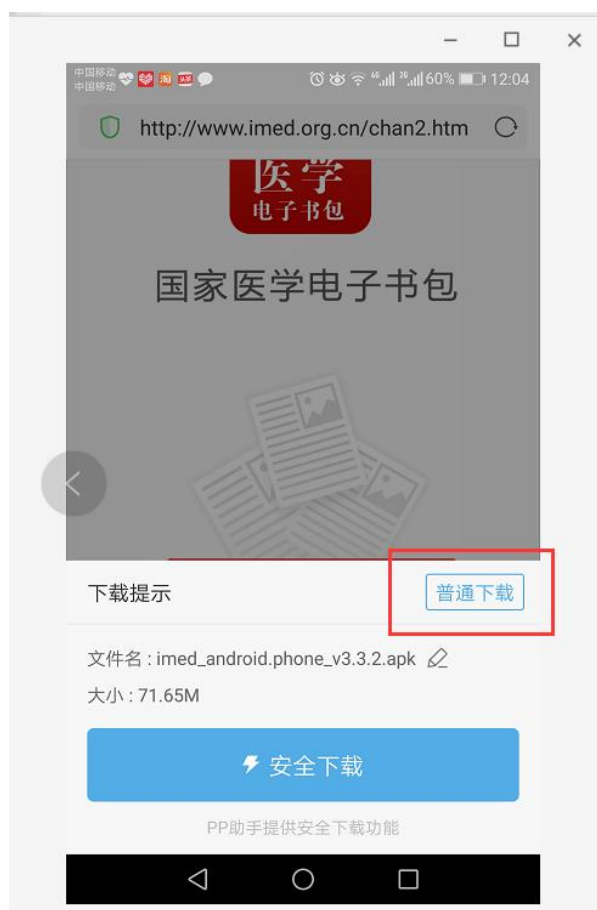 中国移动
中国移动
60% 12:04
http://www.imed.org.cn/chan2.htm
医学
电子书包
国家医学电子书包
下载提示
普通下载
文件名 : imed_android.phone_v3.3.2.apk
大小 : 71.65M
安全下载
PP助手提供安全下载功能